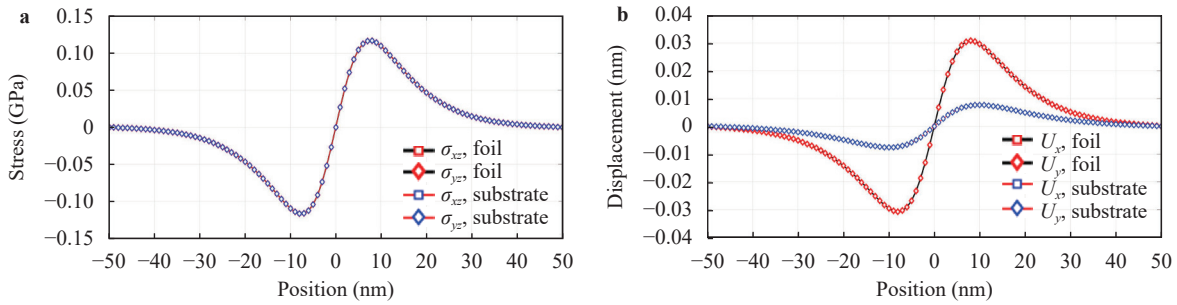 a
0.15
0.10
0.05
0
−0.05
−0.10
−0.15
Stress (GPa)
σxz, foil
σyz, foil
σxz, substrate
σyz, substrate
−50 −40 −30 −20 −10 0 10 20 30 40 50
Position (nm)
b
0.04
0.03
0.02
0.01
0
−0.01
−0.02
−0.03
−0.04
Displacement (nm)
Ux, foil
Uy, foil
Ux, substrate
Uy, substrate
−50 −40 −30 −20 −10 0 10 20 30 40 50
Position (nm)